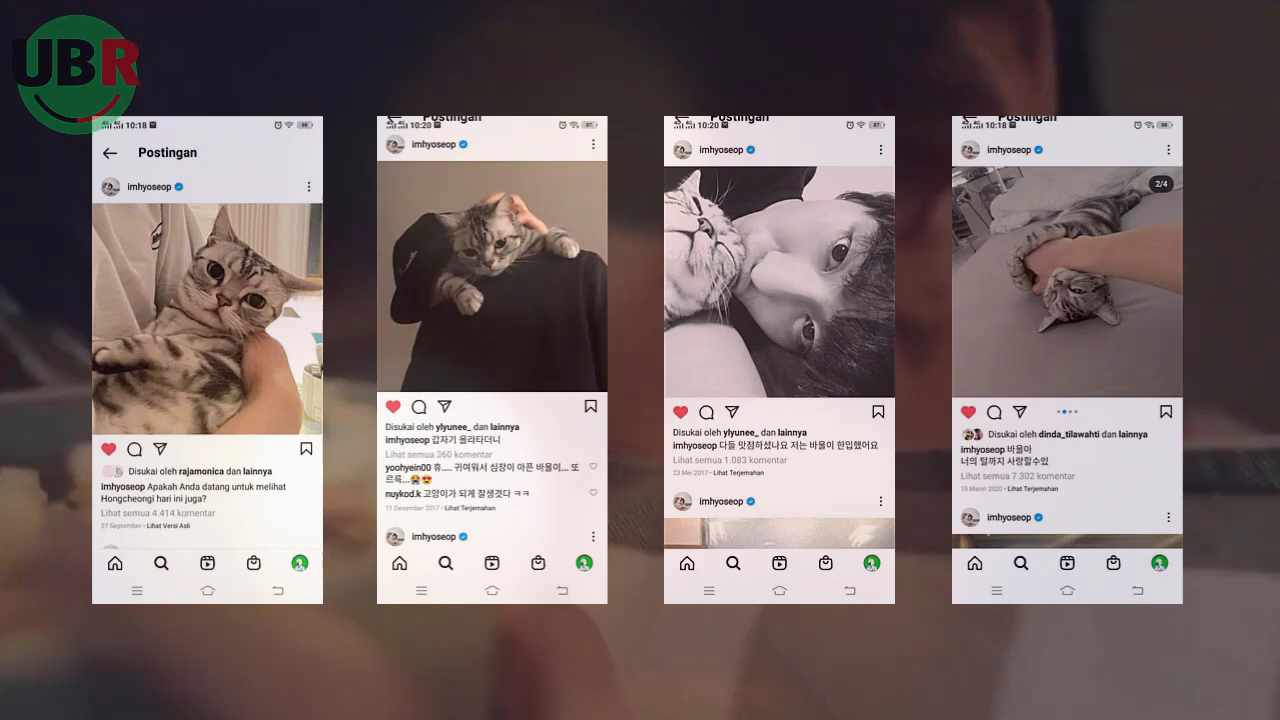 UBR
10:18
Postingan
imhyoseop
Disukai oleh rajamonica dan lainnya
imhyoseop Apakah Anda datang untuk melihat
Hongcheongi hari ini juga?
Lihat semua 4.414 komentar
27 September • Lihat Versi Asli
Postingan
10:20
imhyoseop
Disukai oleh ylyunee_ dan lainnya
imhyoseop 갑자기 올라타더니
Lihat semua 360 komentar
yoohyein00 휴.... 귀여워서 심장이 아픈 바울이... 또
르륵...😭😍
nuykod.k 고양이가 되게 잘생겻다 ㅋㅋ
11 Desember 2017 • Lihat Terjemahan
imhyoseop
Postingan
10:20
imhyoseop
Disukai oleh ylyunee_ dan lainnya
imhyoseop 다들 맛점하셨나요 저는 바울이 한입했어요
Lihat semua 1.083 komentar
23 Mei 2017 • Lihat Terjemahan
imhyoseop
Postingan
10:18
imhyoseop
2/4
Disukai oleh dinda_tilawahti dan lainnya
imhyoseop 바울아
너의 털까지 사랑할수있
Lihat semua 7.302 komentar
15 Maret 2020 • Lihat Terjemahan
imhyoseop